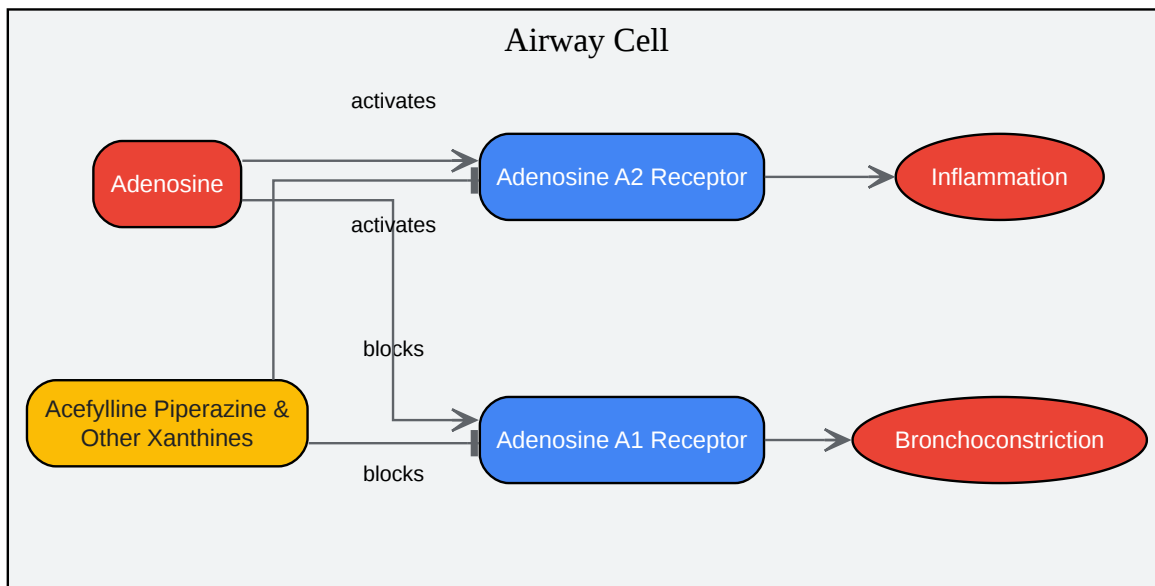 Airway Cell
activates
Adenosine
Adenosine A2 Receptor
Inflammation
activates
blocks
Acefylline Piperazine &
Other Xanthines
Adenosine A1 Receptor
Bronchoconstriction
blocks